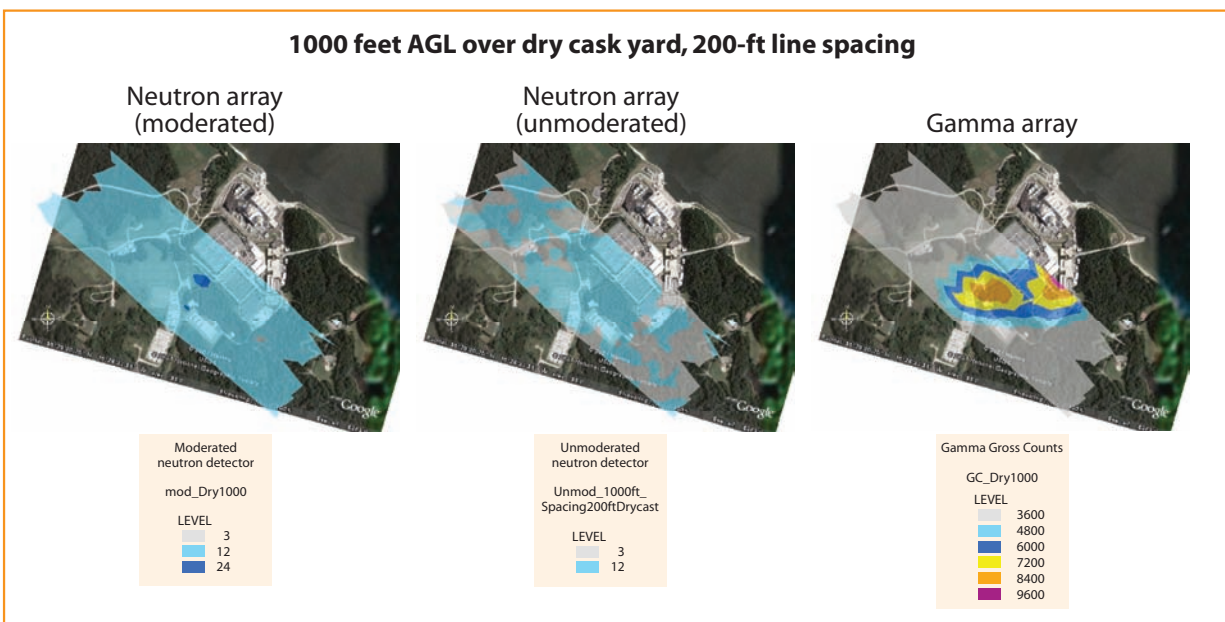 1000 feet AGL over dry cask yard, 200-ft line spacing
Neutron array
(moderated)
Neutron array
(unmoderated)
Gamma array
Google
Google
Google
Moderated
neutron detector
mod_Dry1000
LEVEL
3
12
24
Unmoderated
neutron detector
Unmod_1000ft_
Spacing200ftDrycast
LEVEL
3
12
Gamma Gross Counts
GC_Dry1000
LEVEL
3600
4800
6000
7200
8400
9600